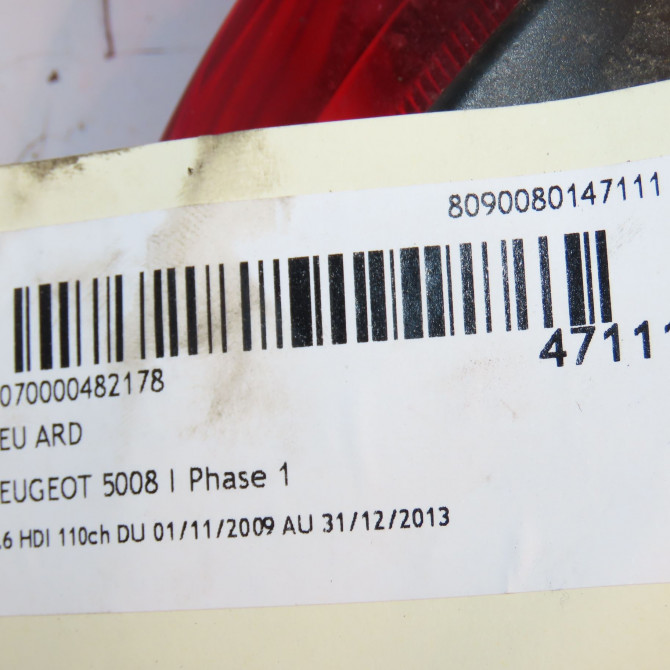 8090080147111
47111
070000482178
EU ARD
EUGEOT 5008 I Phase 1
.6 HDI 110ch DU 01/11/2009 AU 31/12/2013